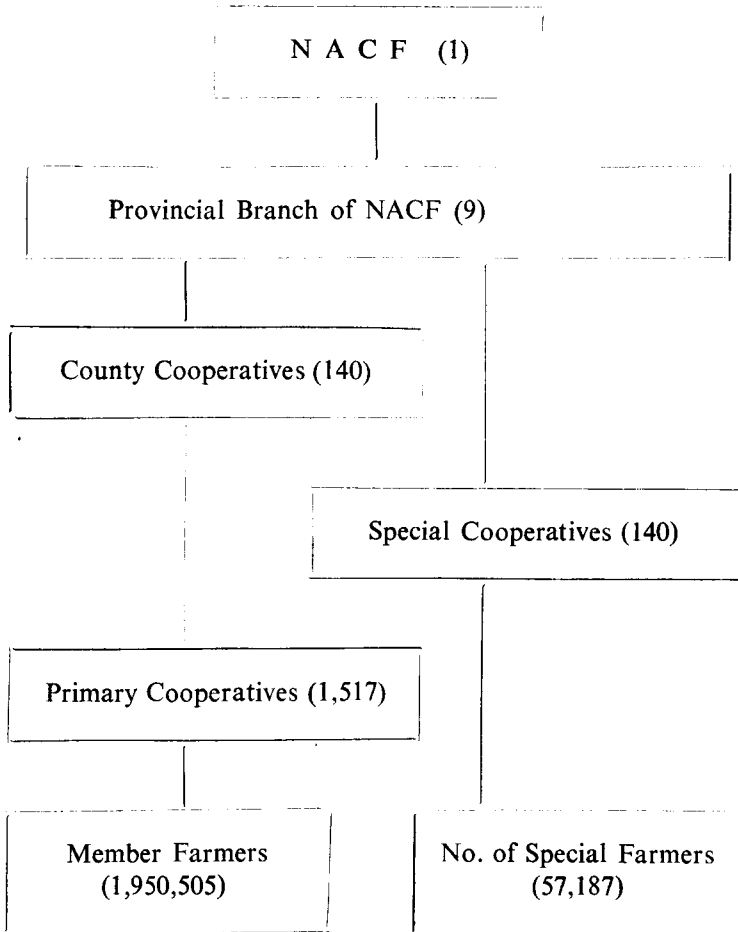 N A C F (1)
Provincial Branch of NACF (9)
County Cooperatives (140)
Special Cooperatives (140)
Primary Cooperatives (1,517)
Member Farmers
(1,950,505)
No. of Special Farmers
(57,187)